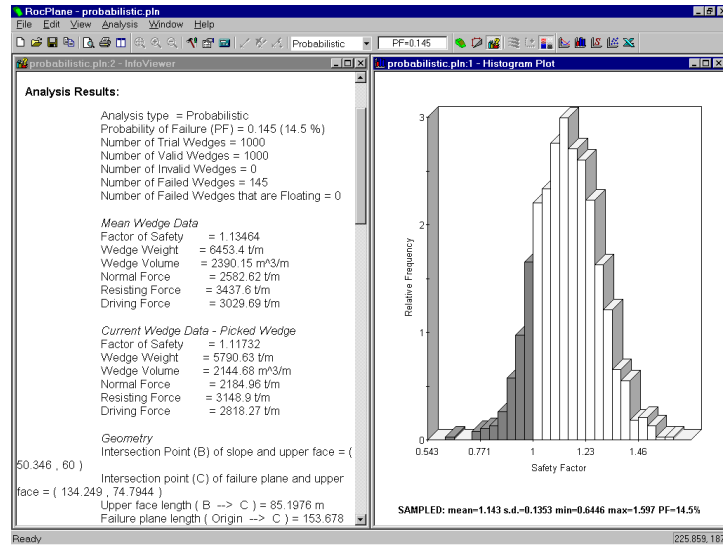 RocPlane - probabilistic.pln
File Edit View Analysis Window Help
Probabilistic PF=0.145
probabilistic.pln:2 - InfoViewer
Analysis Results:
Analysis type = Probabilistic
Probability of Failure (PF) = 0.145 (14.5 %)
Number of Trial Wedges = 1000
Number of Valid Wedges = 1000
Number of Invalid Wedges = 0
Number of Failed Wedges = 145
Number of Failed Wedges that are Floating = 0
Mean Wedge Data
Factor of Safety = 1.13464
Wedge Weight = 6453.4 t/m
Wedge Volume = 2390.15 m^3/m
Normal Force = 2582.62 t/m
Resisting Force = 3437.6 t/m
Driving Force = 3029.69 t/m
Current Wedge Data - Picked Wedge
Factor of Safety = 1.11732
Wedge Weight = 5790.63 t/m
Wedge Volume = 2144.68 m^3/m
Normal Force = 2184.96 t/m
Resisting Force = 3148.9 t/m
Driving Force = 2818.27 t/m
Geometry
Intersection Point (B) of slope and upper face = (
50.346 , 60 )
Intersection point (C) of failure plane and upper
face = ( 134.249 , 74.7944 )
Upper face length ( B --> C ) = 85.1976 m
Failure plane length ( Origin --> C ) = 153.678
probabilistic.pln:1 - Histogram Plot
3
2
1
0
Relative Frequency
0.543 0.771 1 1.23 1.46
Safety Factor
SAMPLED: mean=1.143 s.d.=0.1353 min=0.6446 max=1.597 PF=14.5%
Ready
225.859, 187